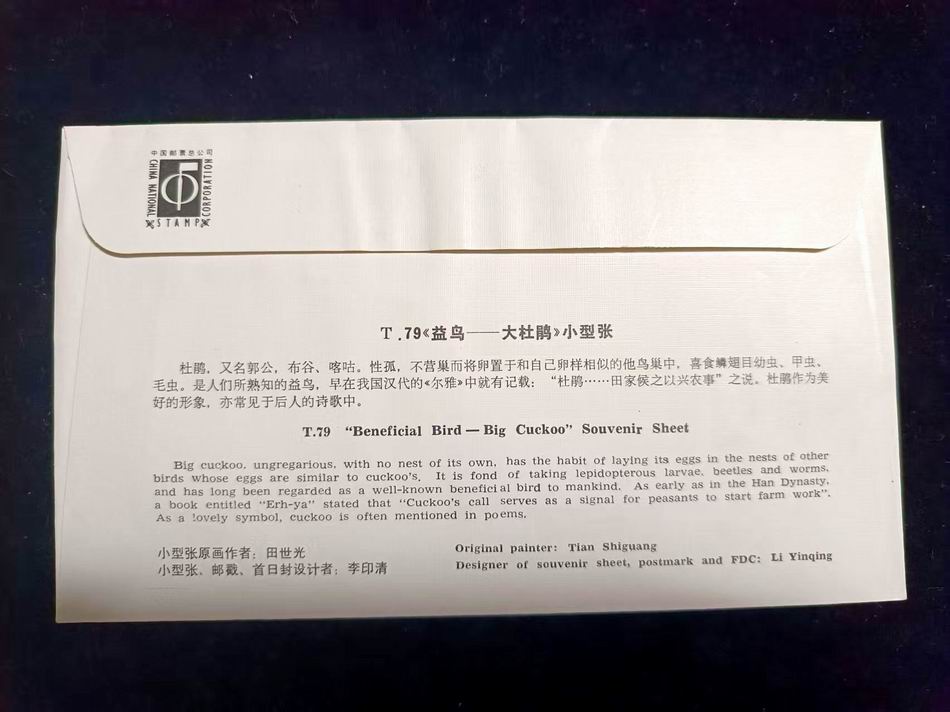 中国邮票总公司
CHINA NATIONAL
STAMP
CORPORATION
T.79《益鸟——大杜鹃》小型张
杜鹃，又名郭公，布谷、喀咕。性孤，不营巢而将卵置于和自己卵样相似的他鸟巢中，喜食鳞翅目幼虫、甲虫、
毛虫。是人们所熟知的益鸟，早在我国汉代的《尔雅》中就有记载：“杜鹃……田家候之以兴农事”之说。杜鹃作为美
好的形象，亦常见于后人的诗歌中。
T.79 “Beneficial Bird — Big Cuckoo” Souvenir Sheet
Big cuckoo, ungregarious, with no nest of its own, has the habit of laying its eggs in the nests of other
birds whose eggs are similar to cuckoo's. It is fond of taking lepidopterous larvae, beetles and worms,
and has long been regarded as a well-known beneficial bird to mankind. As early as in the Han Dynasty,
a book entitled “Erh-ya” stated that “Cuckoo's call serves as a signal for peasants to start farm work”.
As a lovely symbol, cuckoo is often mentioned in poems.
小型张原画作者：田世光
小型张、邮戳、首日封设计者：李印清
Original painter: Tian Shiguang
Designer of souvenir sheet, postmark and FDC: Li Yinqing